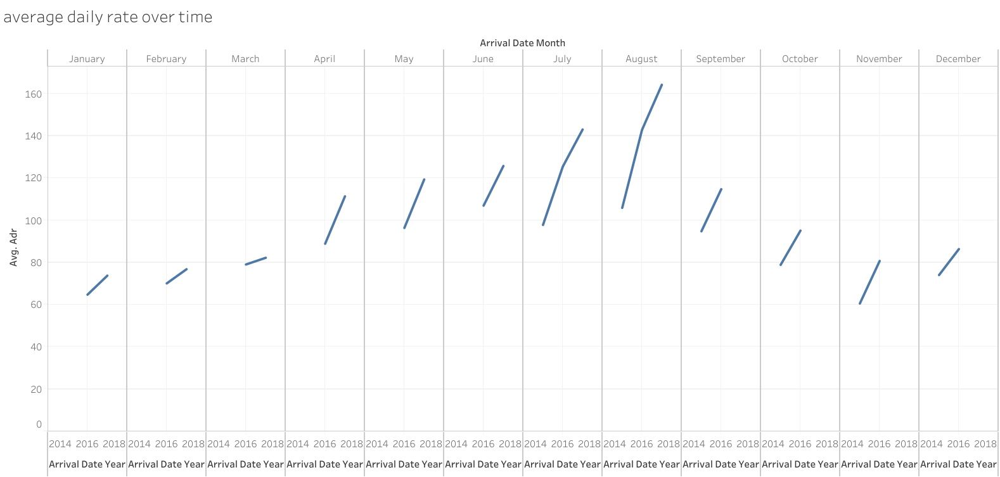 average daily rate over time
Arrival Date Month
January February March April May June July August September October November December
160
140
120
100
80
60
40
20
0
Avg. Adr
2014 2016 2018 2014 2016 2018 2014 2016 2018 2014 2016 2018 2014 2016 2018 2014 2016 2018 2014 2016 2018 2014 2016 2018 2014 2016 2018 2014 2016 2018 2014 2016 2018 2014 2016 2018
Arrival Date Year Arrival Date Year Arrival Date Year Arrival Date Year Arrival Date Year Arrival Date Year Arrival Date Year Arrival Date Year Arrival Date Year Arrival Date Year Arrival Date Year Arrival Date Year